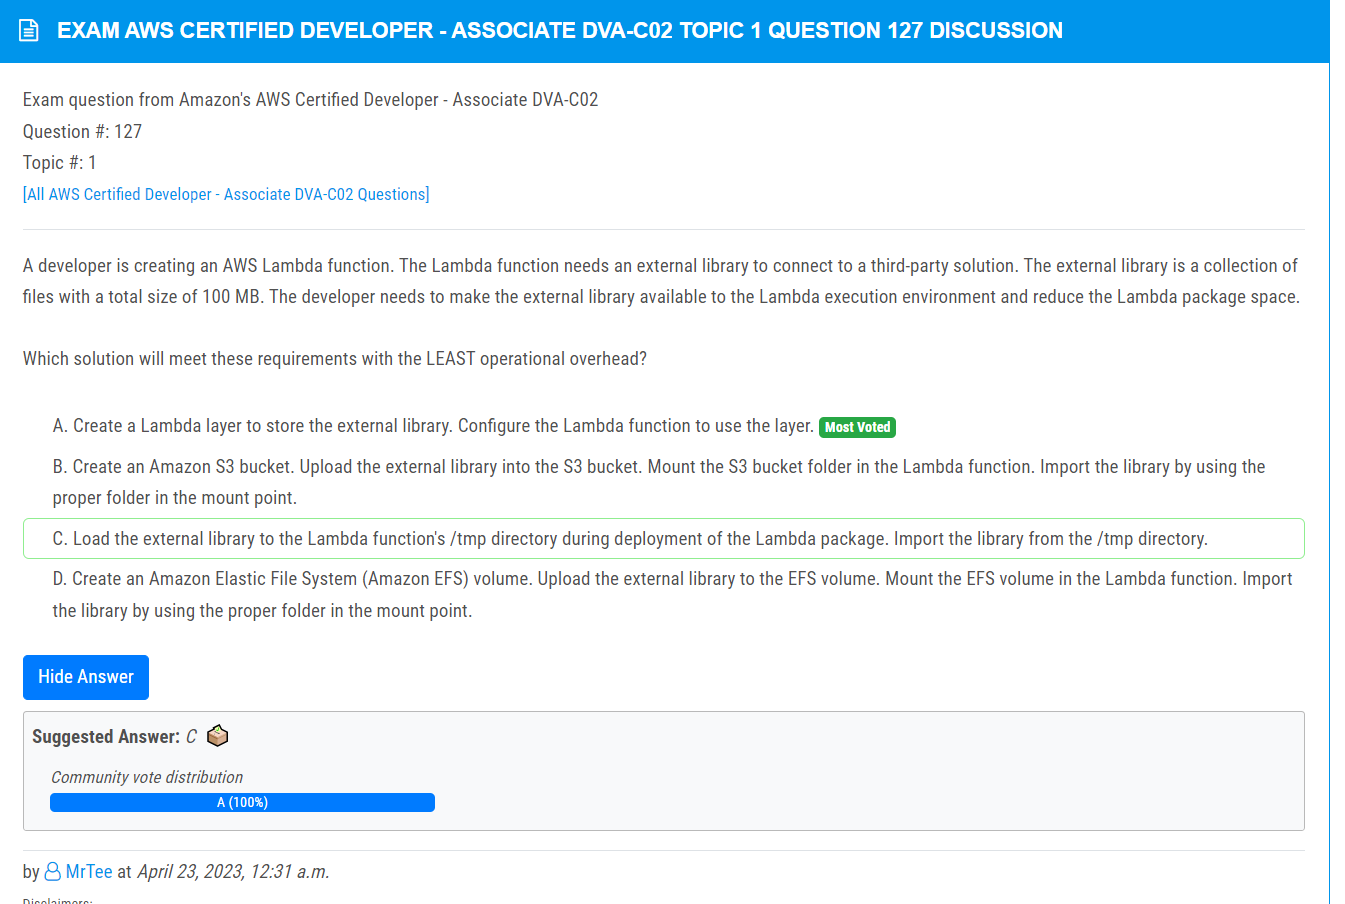 EXAM AWS CERTIFIED DEVELOPER - ASSOCIATE DVA-C02 TOPIC 1 QUESTION 127 DISCUSSION
Exam question from Amazon's AWS Certified Developer - Associate DVA-C02
Question #: 127
Topic #: 1
[All AWS Certified Developer - Associate DVA-C02 Questions]
A developer is creating an AWS Lambda function. The Lambda function needs an external library to connect to a third-party solution. The external library is a collection of
files with a total size of 100 MB. The developer needs to make the external library available to the Lambda execution environment and reduce the Lambda package space.
Which solution will meet these requirements with the LEAST operational overhead?
A. Create a Lambda layer to store the external library. Configure the Lambda function to use the layer. Most Voted
B. Create an Amazon S3 bucket. Upload the external library into the S3 bucket. Mount the S3 bucket folder in the Lambda function. Import the library by using the
proper folder in the mount point.
C. Load the external library to the Lambda function's /tmp directory during deployment of the Lambda package. Import the library from the /tmp directory.
D. Create an Amazon Elastic File System (Amazon EFS) volume. Upload the external library to the EFS volume. Mount the EFS volume in the Lambda function. Import
the library by using the proper folder in the mount point.
Hide Answer
Suggested Answer: C
Community vote distribution
A (100%)
by MrTee at April 23, 2023, 12:31 a.m.
Disclaimers: